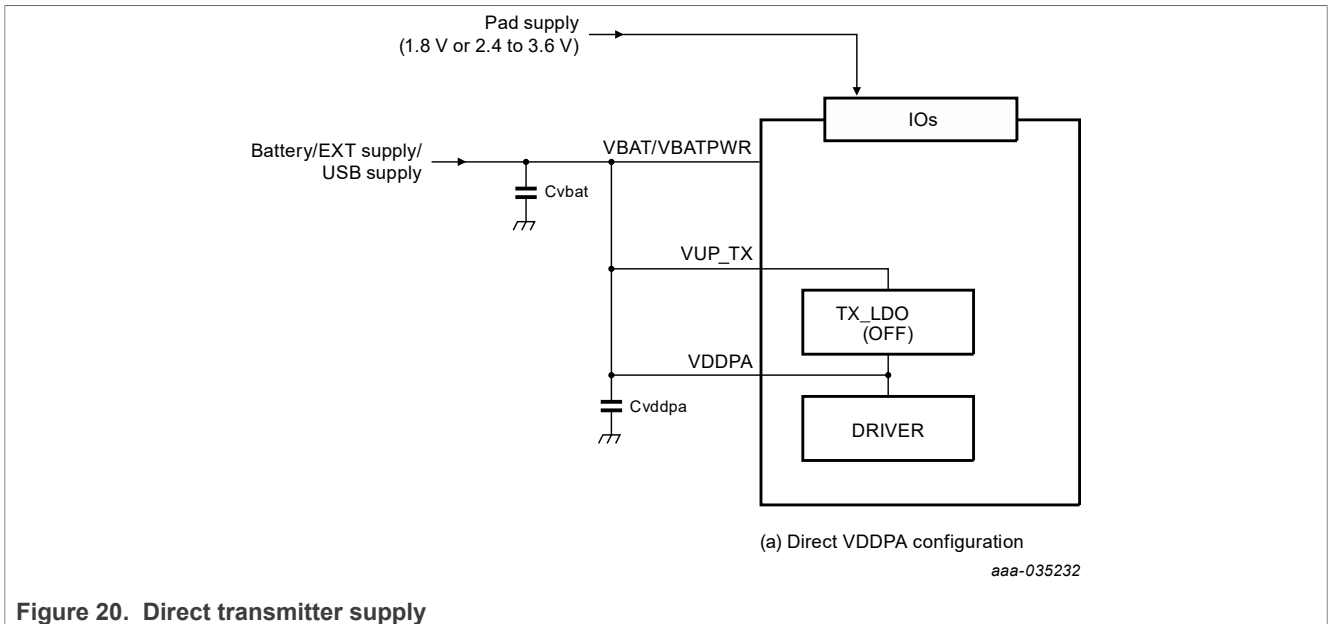 Pad supply
(1.8 V or 2.4 to 3.6 V)
IOs
Battery/EXT supply/
USB supply
VBAT/VBATPWR
Cvbat
VUP_TX
TX_LDO
(OFF)
VDDPA
Cvddpa
DRIVER
(a) Direct VDDPA configuration
aaa-035232
Figure 20. Direct transmitter supply